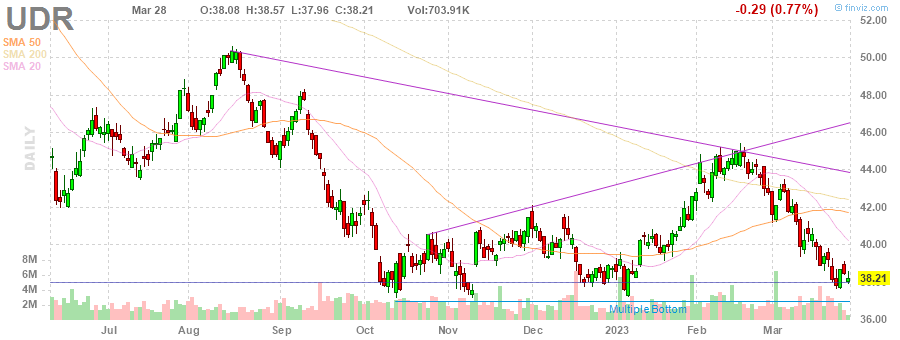 UDR Mar 28 O:38.08 H:38.57 L:37.96 C:38.21 Vol:703.91K -0.29 (0.77%) © finviz.com
SMA 50
SMA 200
SMA 20
DAILY
52.00
50.00
48.00
46.00
44.00
42.00
40.00
38.21
36.00
8M
6M
4M
2M
Multiple Bottom
Jul Aug Sep Oct Nov Dec 2023 Feb Mar